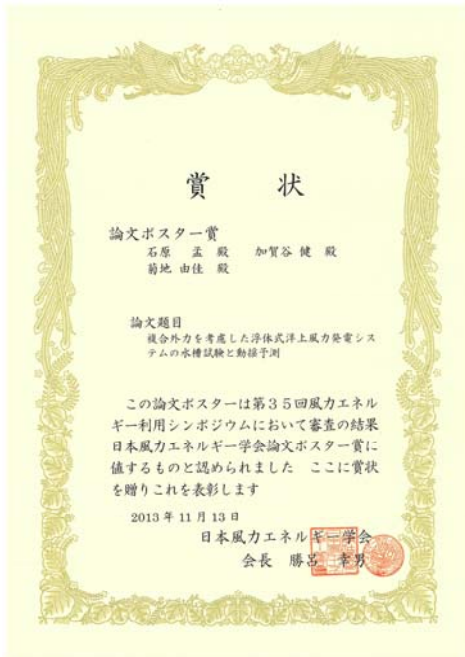 賞 状
論文ポスター賞
石原 孟 殿 加賀谷 健 殿
菊地 由佳 殿
論文題目
複合外力を考慮した浮体式洋上風力発電シス
テムの水槽試験と動揺予測
この論文ポスターは第35回風力エネル
ギー利用シンポジウムにおいて審査の結果
日本風力エネルギー学会論文ポスター賞に
値するものと認められました ここに賞状
を贈りこれを表彰します
2013年11月13日
日本風力エネルギー学会
会長 勝呂 幸男